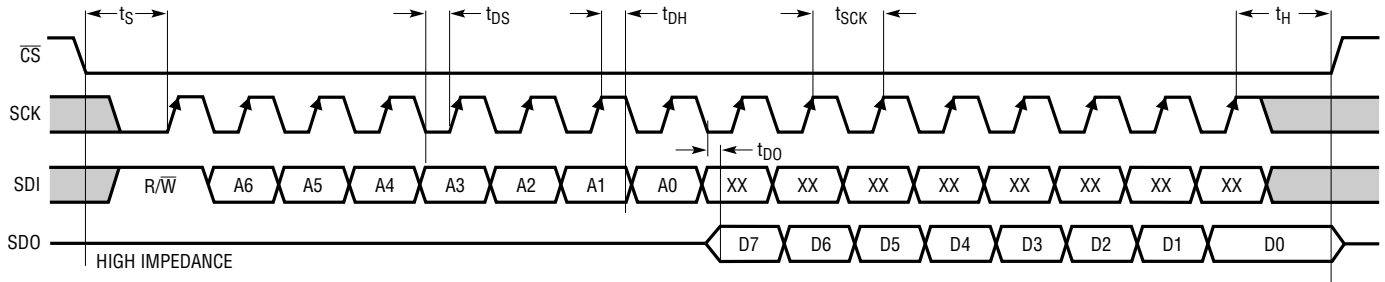 tS tDS tDH tSCK tH
CS
SCK
tDO
SDI R/W A6 A5 A4 A3 A2 A1 A0 XX XX XX XX XX XX XX XX
SDO D7 D6 D5 D4 D3 D2 D1 D0
HIGH IMPEDANCE